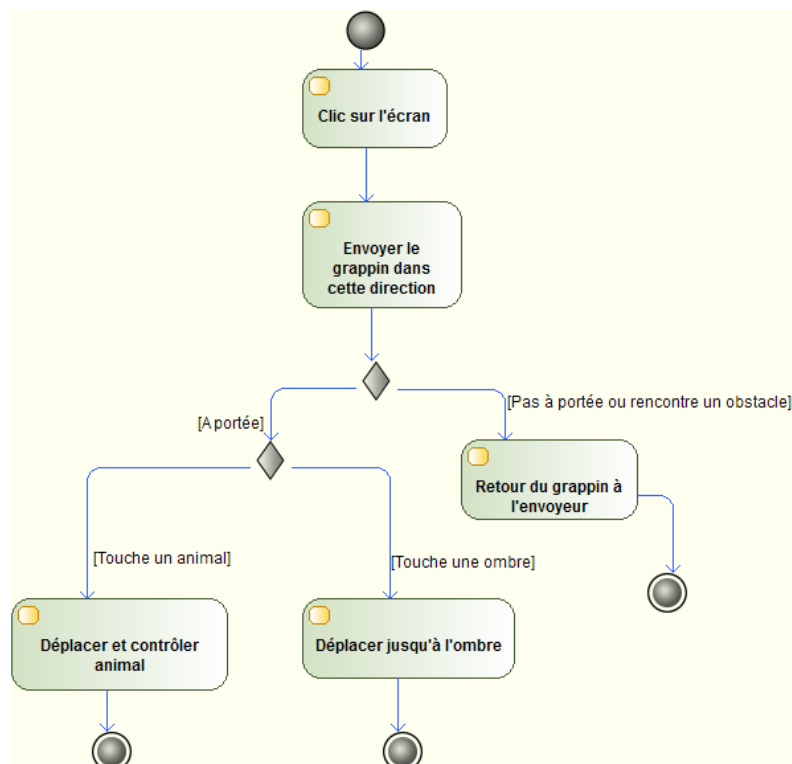 Clic sur l'écran
Envoyer le
grappin dans
cette direction
[Pas à portée ou rencontre un obstacle]
[A portée]
Retour du grappin à
l'envoyeur
[Touche un animal]
[Touche une ombre]
Déplacer et contrôler
animal
Déplacer jusqu'à l'ombre